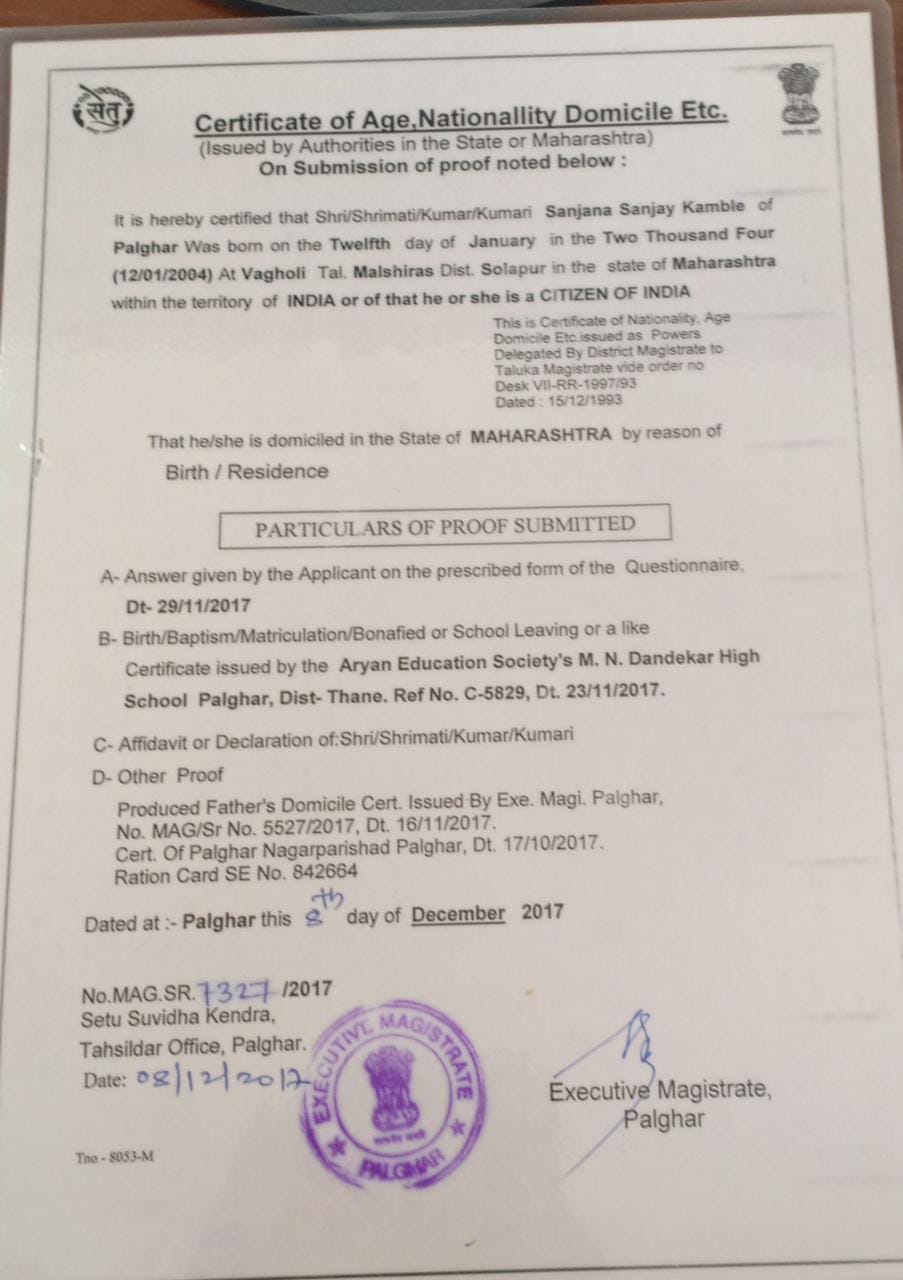 सेतु
Certificate of Age,Nationallity Domicile Etc.
(Issued by Authorities in the State or Maharashtra)
On Submission of proof noted below :
It is hereby certified that Shri/Shrimati/Kumar/Kumari Sanjana Sanjay Kamble of
Palghar Was born on the Twelfth day of January in the Two Thousand Four
(12/01/2004) At Vagholi Tal. Malshiras Dist. Solapur in the state of Maharashtra
within the territory of INDIA or of that he or she is a CITIZEN OF INDIA
This is Certificate of Nationality, Age
Domicile Etc.issued as Powers
Delegated By District Magistrate to
Taluka Magistrate vide order no
Desk VII-RR-1997/93
Dated : 15/12/1993
That he/she is domiciled in the State of MAHARASHTRA by reason of
Birth / Residence
PARTICULARS OF PROOF SUBMITTED
A- Answer given by the Applicant on the prescribed form of the Questionnaire,
Dt- 29/11/2017
B- Birth/Baptism/Matriculation/Bonafied or School Leaving or a like
Certificate issued by the Aryan Education Society's M. N. Dandekar High
School Palghar, Dist- Thane. Ref No. C-5829, Dt. 23/11/2017.
C- Affidavit or Declaration of:Shri/Shrimati/Kumar/Kumari
D- Other Proof
Produced Father's Domicile Cert. Issued By Exe. Magi. Palghar,
No. MAG/Sr No. 5527/2017, Dt. 16/11/2017.
Cert. Of Palghar Nagarparishad Palghar, Dt. 17/10/2017.
Ration Card SE No. 842664
Dated at :- Palghar this 8th day of December 2017
No.MAG.SR.7327/2017
Setu Suvidha Kendra,
Tahsildar Office, Palghar.
Date: 08/12/2017
EXECUTIVE MAGISTRATE
PALGHAR
Executive Magistrate,
Palghar
Tno - 8053-M